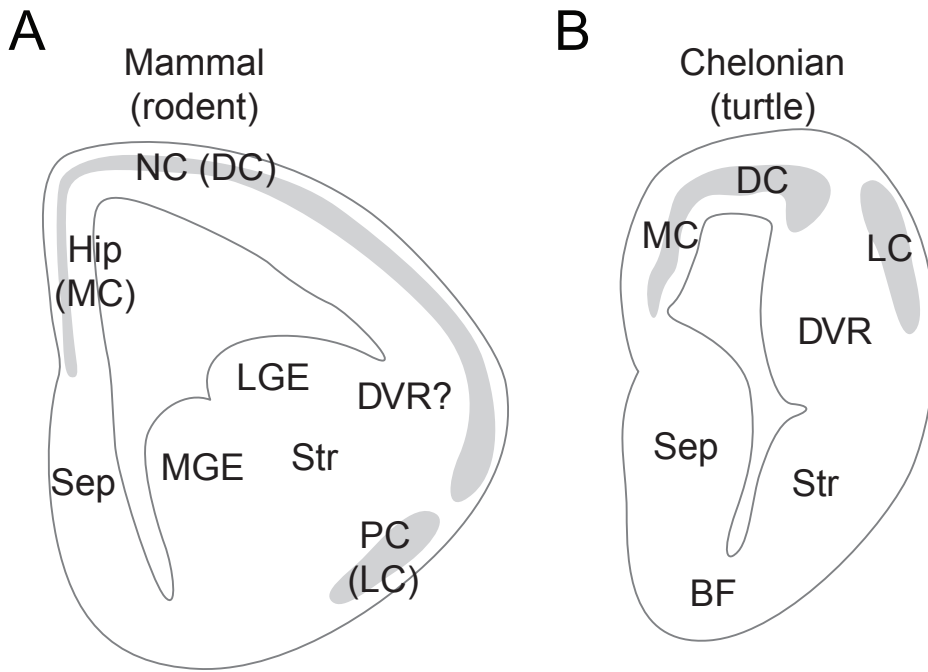 A
Mammal
(rodent)
NC (DC)
Hip
(MC)
LGE
DVR?
MGE
Str
Sep
PC
(LC)
B
Chelonian
(turtle)
DC
MC
LC
DVR
Sep
Str
BF